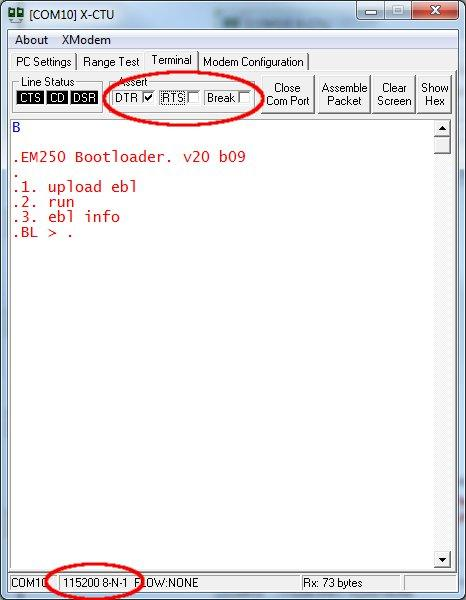 [COM10] X-CTU
About XModem
PC Settings Range Test Terminal Modem Configuration
Line Status Assert
CTS CD DSR DTR RTS Break Close Com Port Assemble Packet Clear Screen Show Hex
B
.EM250 Bootloader. v20 b09
.
.1. upload ebl
.2. run
.3. ebl info
.BL > .
COM10 115200 8-N-1 FLOW:NONE Rx: 73 bytes